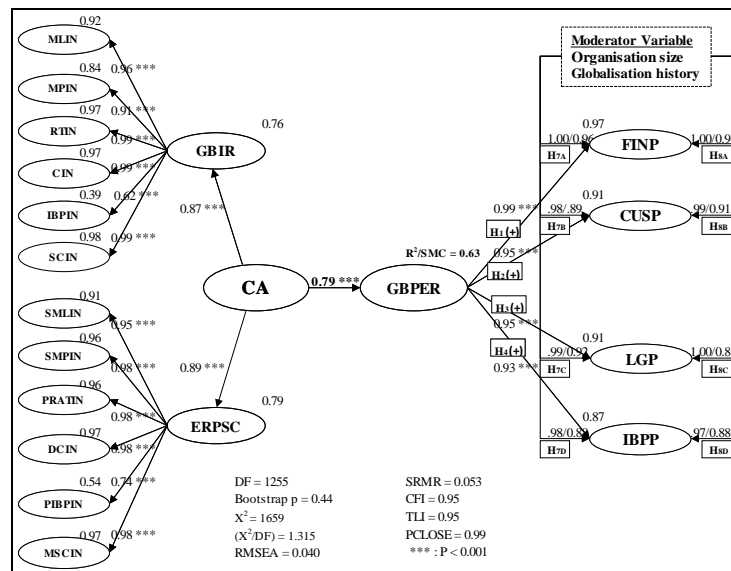 0.92
MLIN
0.84
0.96 ***
MPIN
0.97
0.91 ***
RTIN
0.97
0.99 ***
CIN
0.99 ***
0.39
0.62 ***
IBPIN
0.98
0.99 ***
SCIN
0.76
GBIR
0.87 ***
CA
0.79 ***
R²/SMC = 0.63
GBPER
0.91
SMLIN
0.95 ***
0.96
SMPIN
0.98 ***
0.96
PRATIN
0.98 ***
0.97
DCIN
0.98 ***
0.54
0.74 ***
PIBPIN
0.97
0.98 ***
MSCIN
0.89 ***
0.79
ERPSC
Moderator Variable
Organisation size
Globalisation history
0.97
FINP
1.00/0.96
H7A
H8A
0.99 ***
H1 (+)
0.91
CUSP
.98/.89
H7B
.99/0.91
H8B
0.95 ***
H2 (+)
H3 (+)
0.95 ***
0.91
LGP
H7C
H8C
H4 (+)
0.93 ***
0.87
IBPP
H7D
.97/0.88
H8D
DF = 1255
Bootstrap p = 0.44
X² = 1659
(X²/DF) = 1.315
RMSEA = 0.040
SRMR = 0.053
CFI = 0.95
TLI = 0.95
PCLOSE = 0.99
*** : P < 0.001